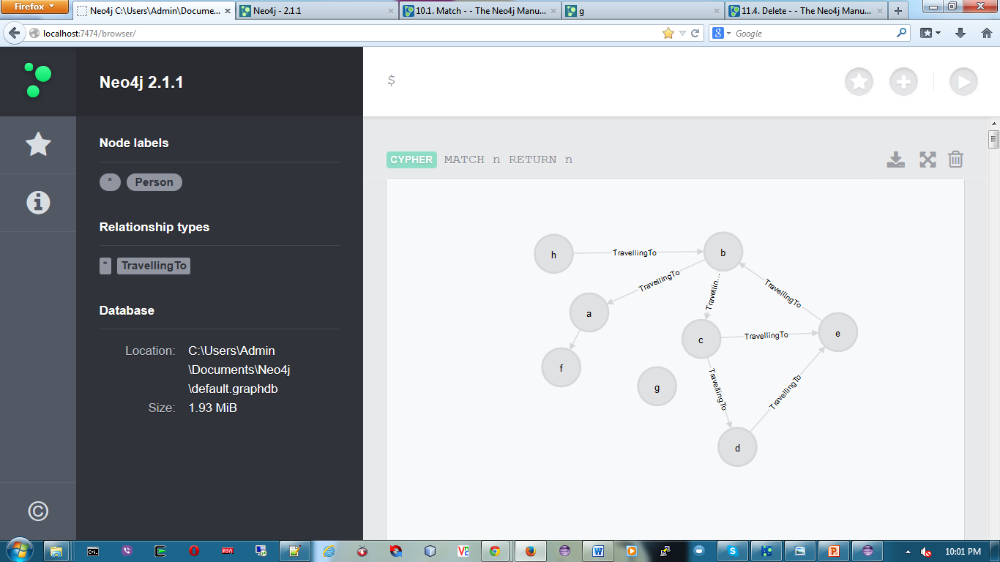 Firefox
Neo4j C:\Users\Admin\Docume...
Neo4j - 2.1.1
10.1. Match - - The Neo4j Manu...
g
11.4. Delete - - The Neo4j Manu...
localhost:7474/browser/
Google
Neo4j 2.1.1
$
Node labels
* Person
Relationship types
* TravellingTo
Database
Location: C:\Users\Admin
\Documents\Neo4j
\default.graphdb
Size: 1.93 MiB
CYPHER MATCH n RETURN n
h
TravellingTo
b
TravellingTo
Travellin...
TravellingTo
a
c
TravellingTo
e
f
g
TravellingTo
TravellingTo
d
©
C:\.
RSA
10:01 PM